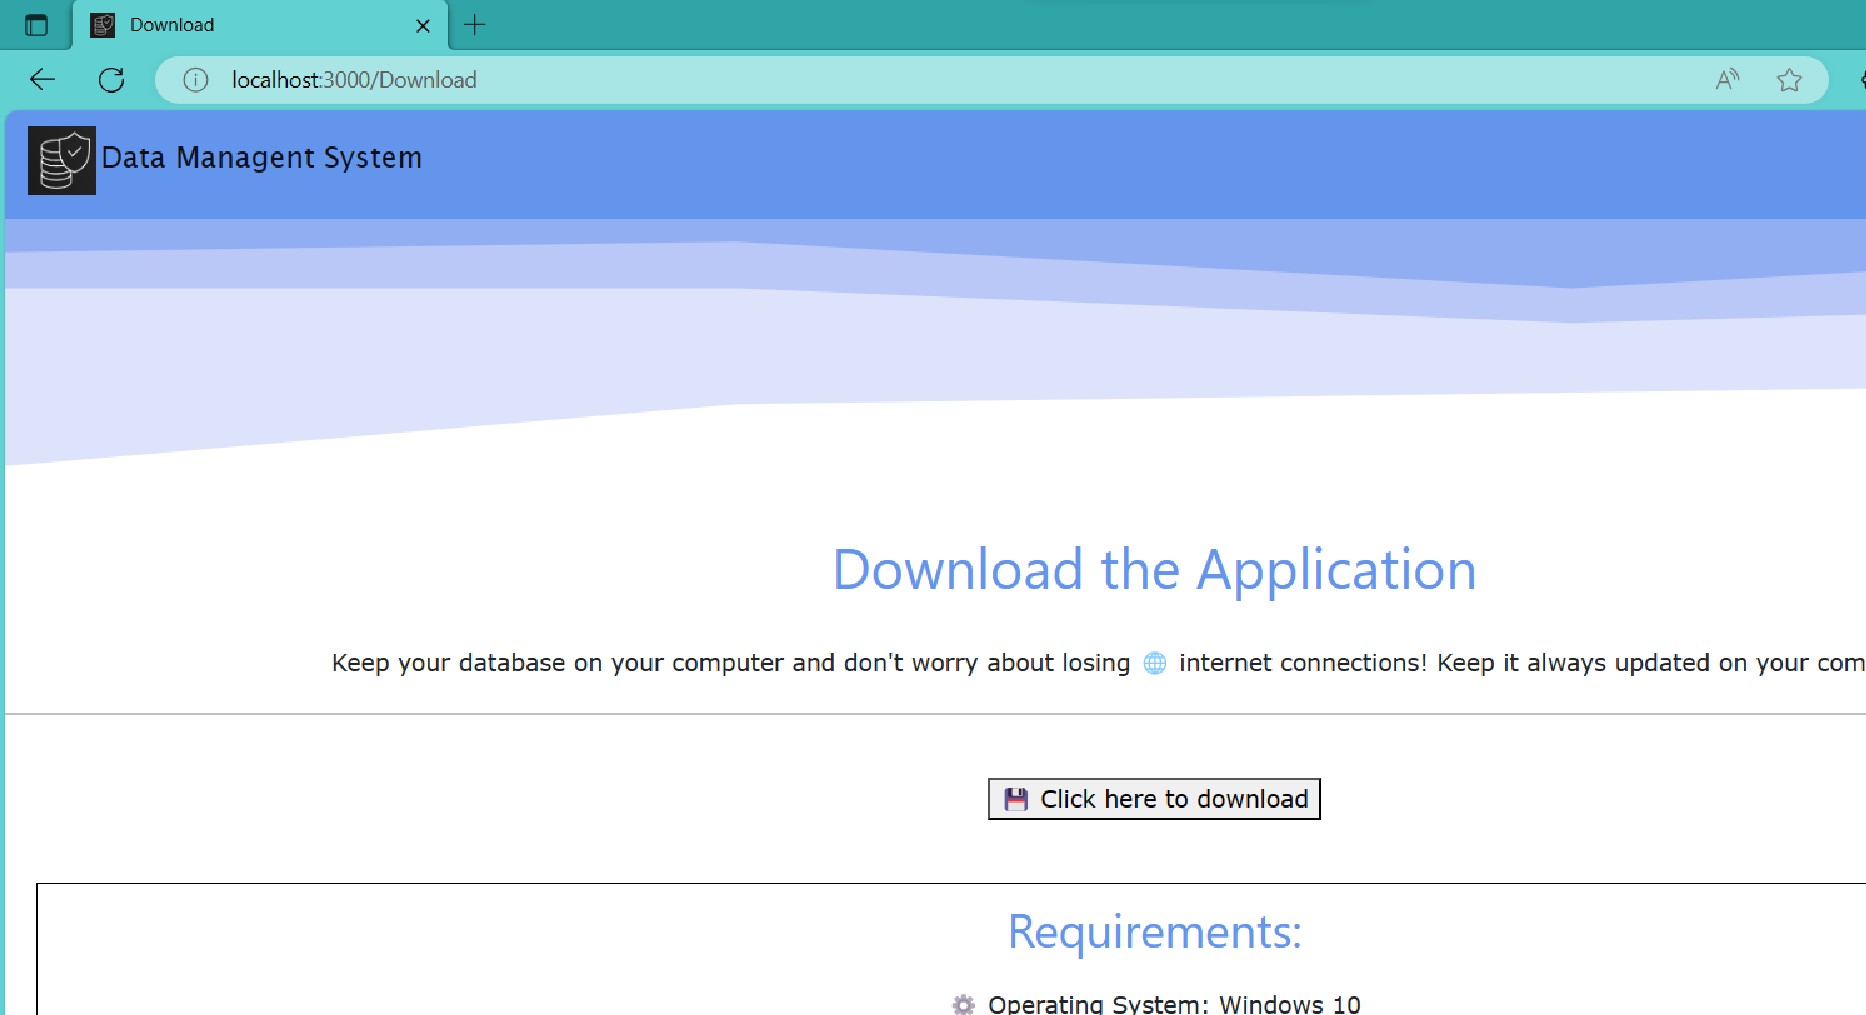 Download
localhost:3000/Download
Data Managent System
Download the Application
Keep your database on your computer and don't worry about losing 🌐 internet connections! Keep it always updated on your com
💾 Click here to download
Requirements:
⚙ Operating System: Windows 10